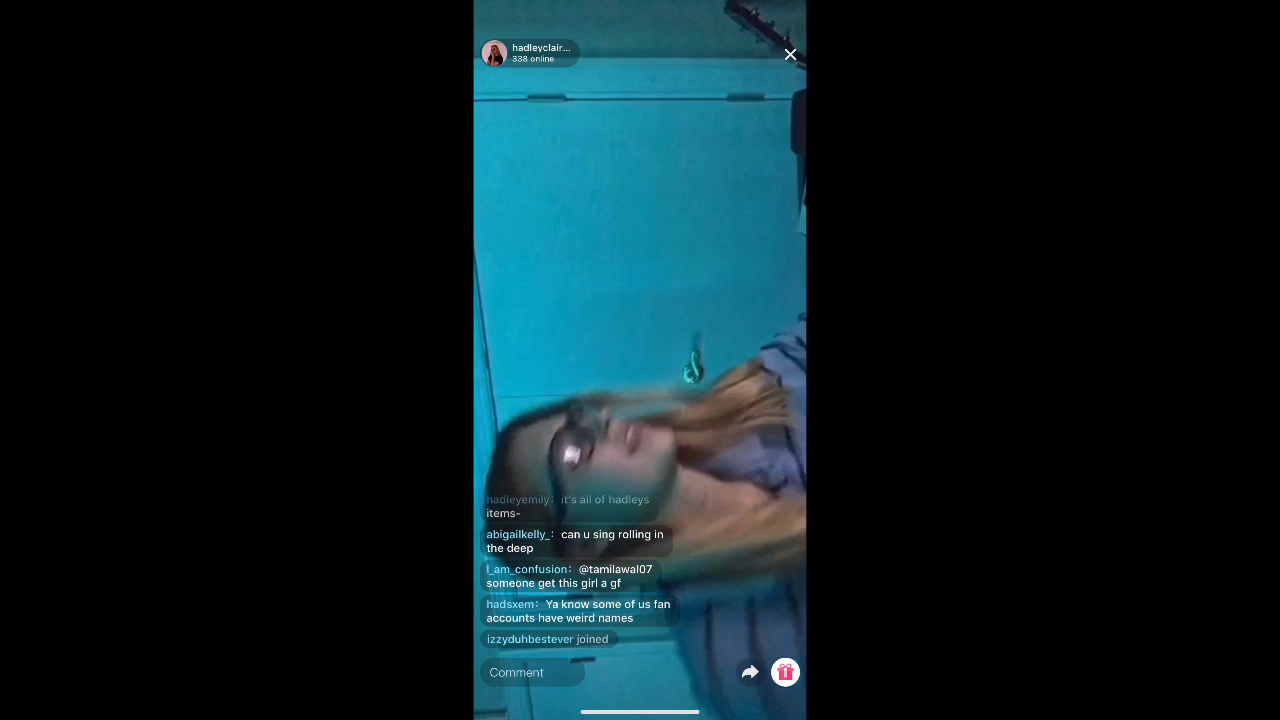 hadleyclair...
338 online
hadleyemily: it's all of hadleys
items-
abigailkelly_: can u sing rolling in
the deep
I_am_confusion: @tamilawal07
someone get this girl a gf
hadsxem: Ya know some of us fan
accounts have weird names
izzyduhbestever joined
Comment